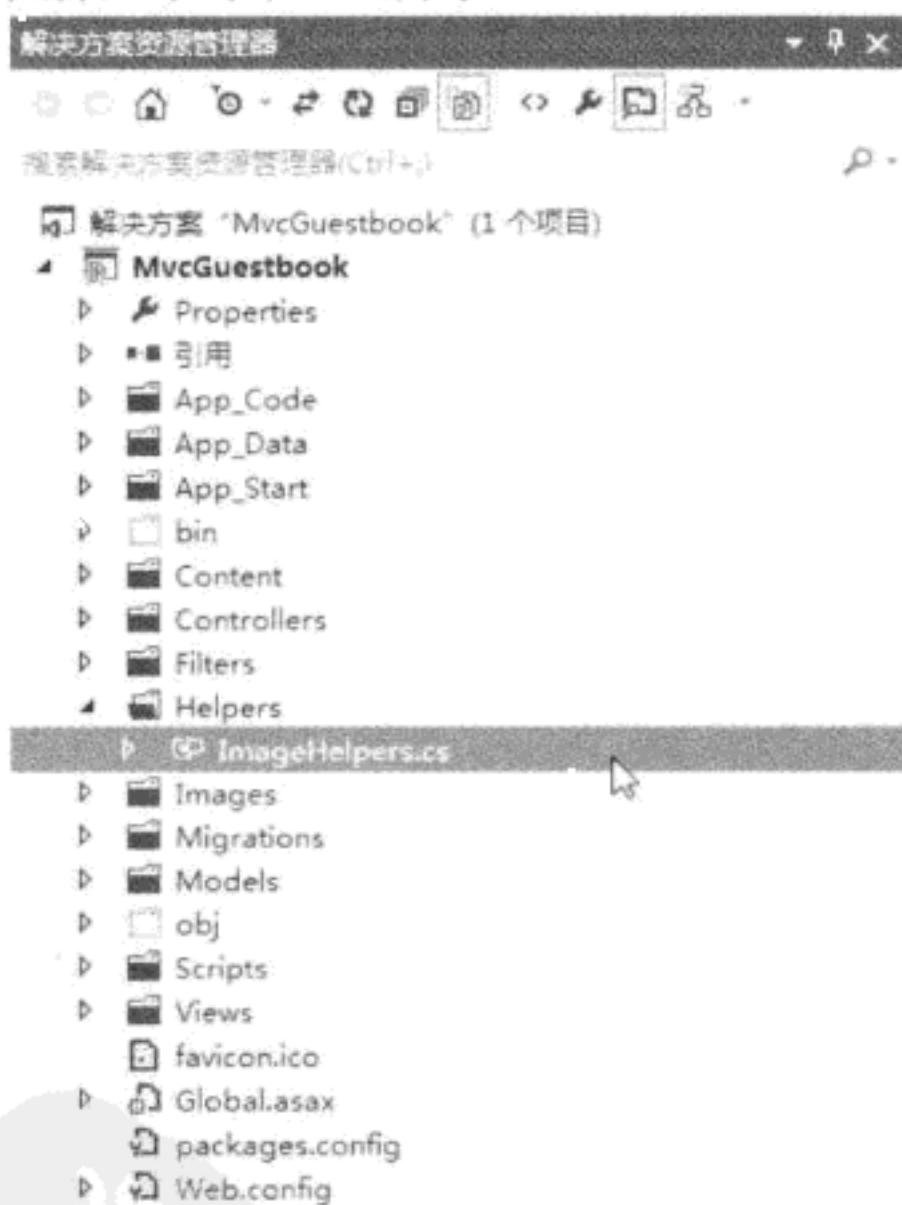 解决方案资源管理器
搜索解决方案资源管理器(Ctrl+;)
解决方案 "MvcGuestbook" (1 个项目)
MvcGuestbook
Properties
引用
App_Code
App_Data
App_Start
bin
Content
Controllers
Filters
Helpers
ImageHelpers.cs
Images
Migrations
Models
obj
Scripts
Views
favicon.ico
Global.asax
packages.config
Web.config